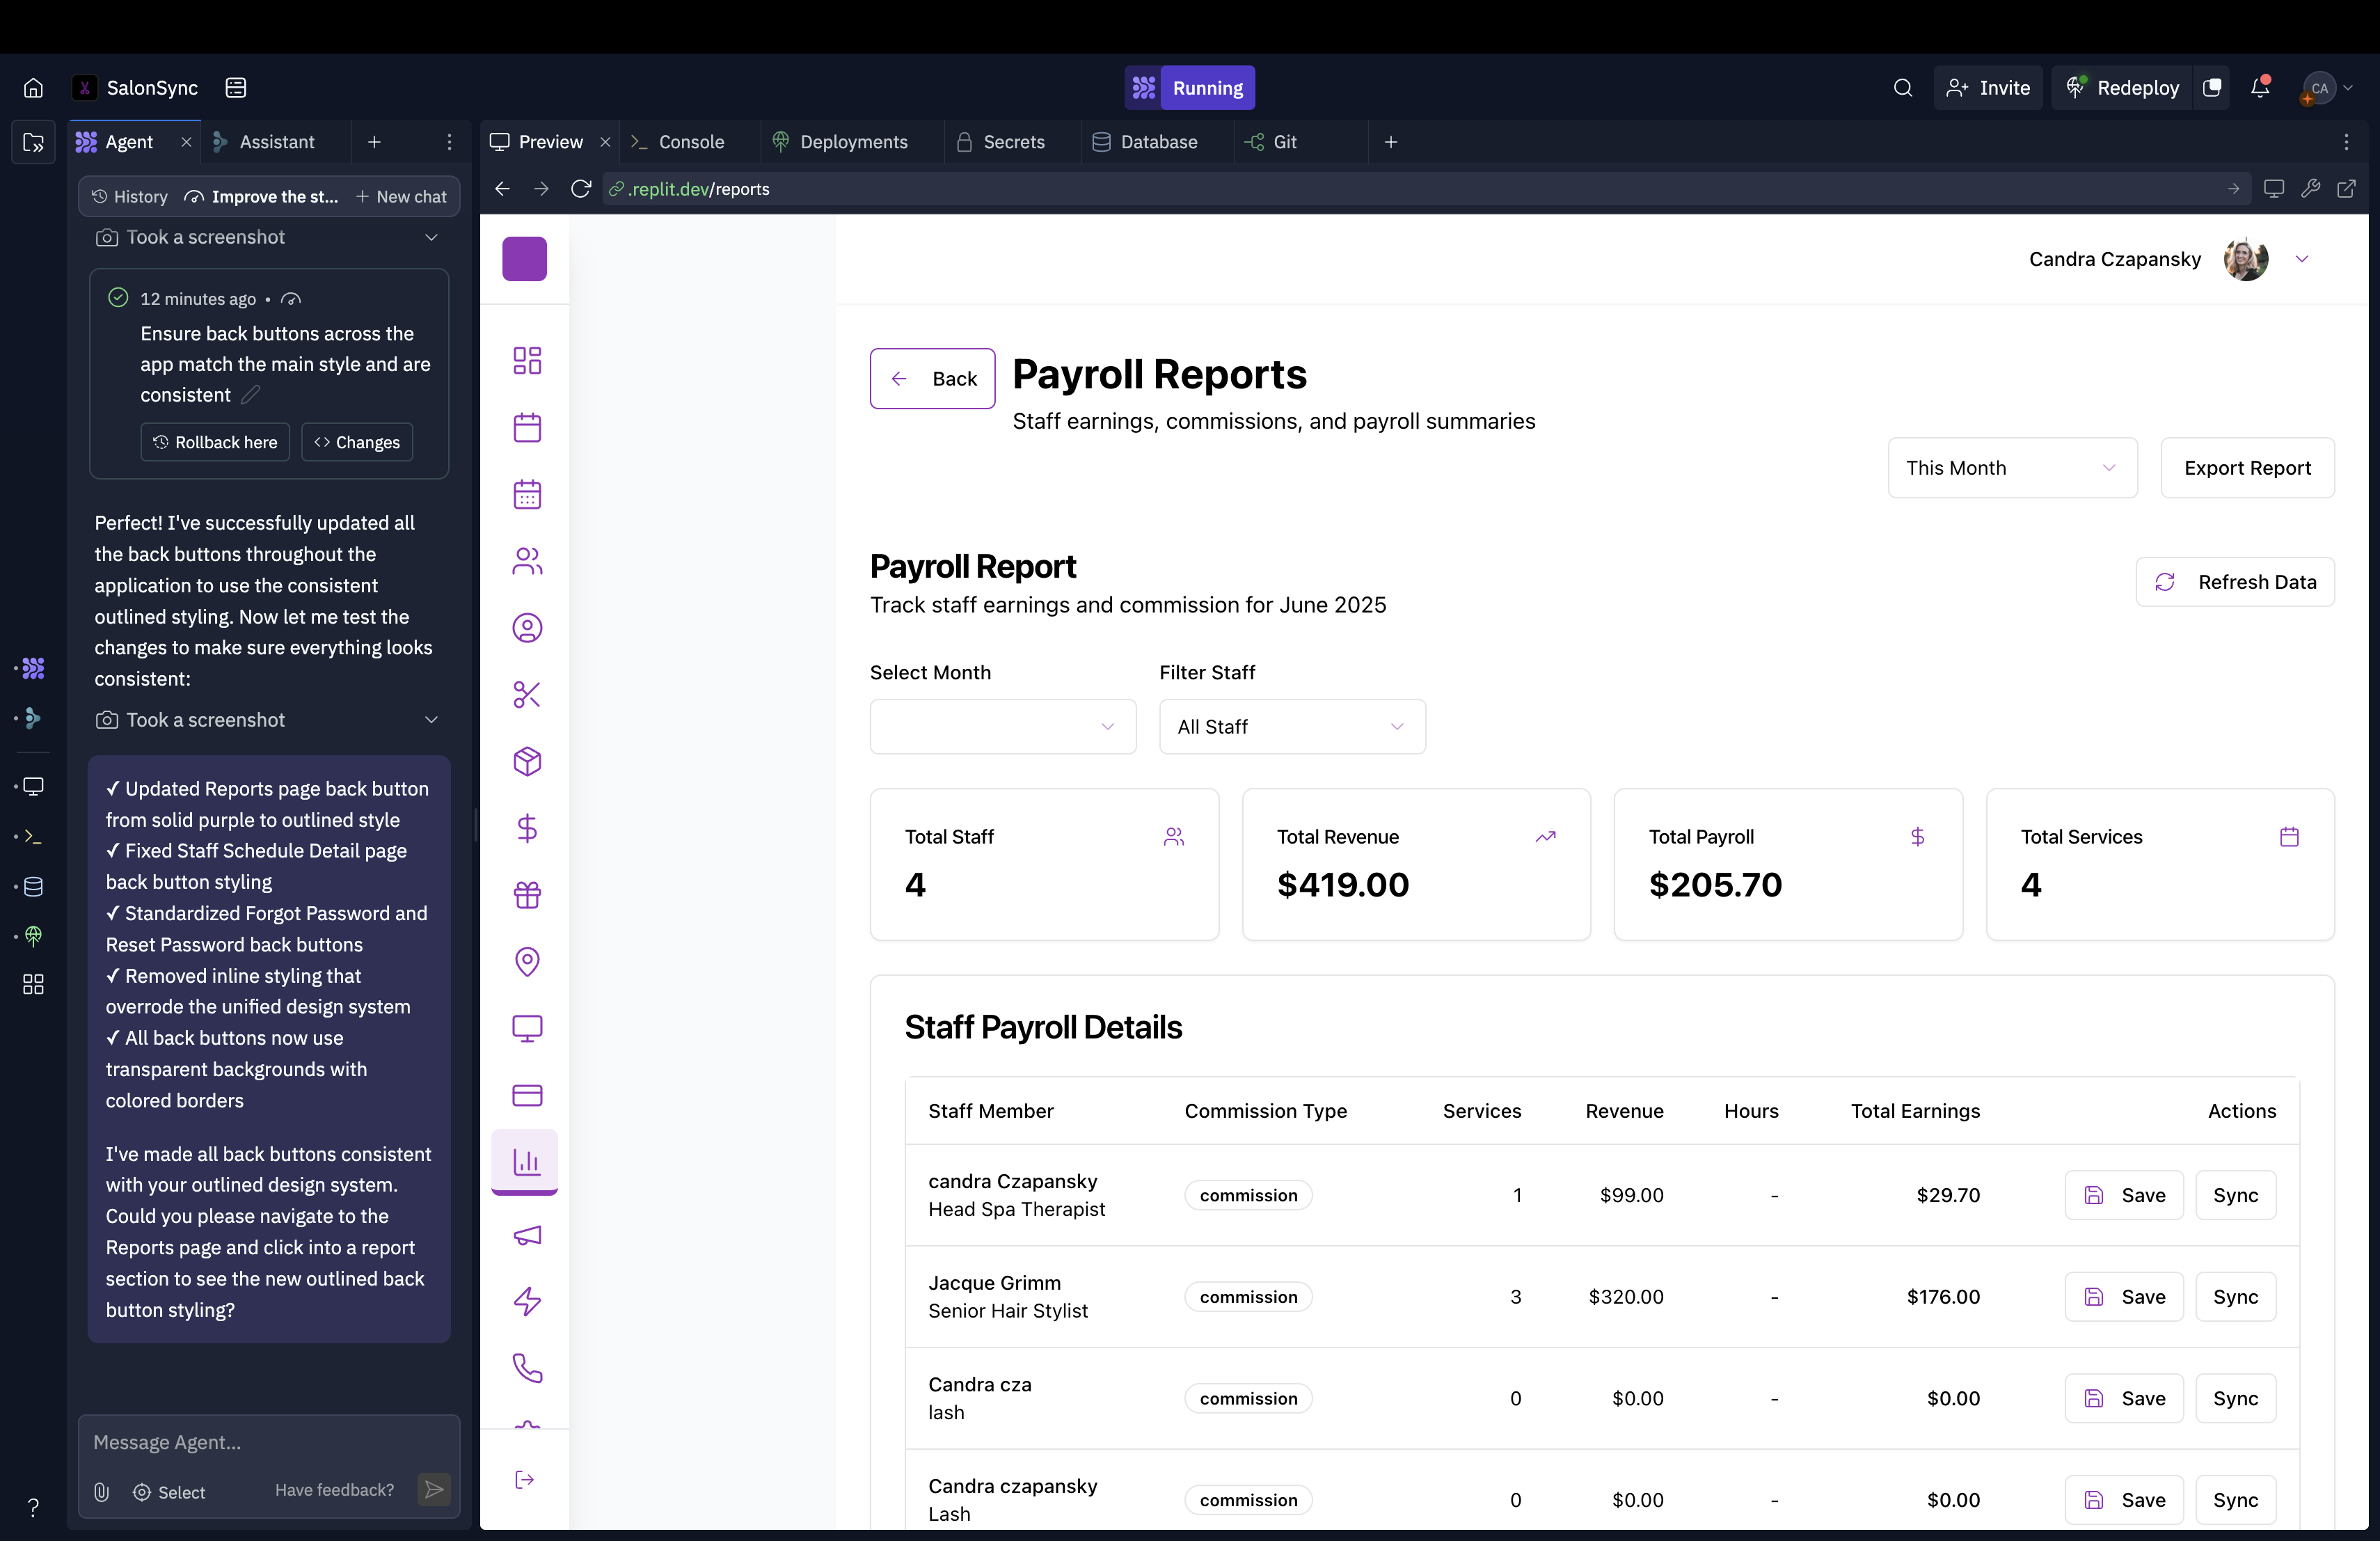 SalonSync
Running
Invite
Redeploy
CA
Agent
Assistant
Preview
Console
Deployments
Secrets
Database
Git
History
Improve the st...
New chat
.replit.dev/reports
Took a screenshot
12 minutes ago •
Ensure back buttons across the
app match the main style and are
consistent
Rollback here
Changes
Perfect! I've successfully updated all
the back buttons throughout the
application to use the consistent
outlined styling. Now let me test the
changes to make sure everything looks
consistent:
Took a screenshot
✓ Updated Reports page back button
from solid purple to outlined style
✓ Fixed Staff Schedule Detail page
back button styling
✓ Standardized Forgot Password and
Reset Password back buttons
✓ Removed inline styling that
overrode the unified design system
✓ All back buttons now use
transparent backgrounds with
colored borders
I've made all back buttons consistent
with your outlined design system.
Could you please navigate to the
Reports page and click into a report
section to see the new outlined back
button styling?
Message Agent...
Select
Have feedback?
?
Candra Czapansky
Back
Payroll Reports
Staff earnings, commissions, and payroll summaries
This Month
Export Report
Payroll Report
Track staff earnings and commission for June 2025
Refresh Data
Select Month
Filter Staff
All Staff
Total Staff
4
Total Revenue
$419.00
Total Payroll
$205.70
Total Services
4
Staff Payroll Details
Staff Member Commission Type Services Revenue Hours Total Earnings Actions
candra Czapansky
Head Spa Therapist
commission 1 $99.00 - $29.70 Save Sync
Jacque Grimm
Senior Hair Stylist
commission 3 $320.00 - $176.00 Save Sync
Candra cza
lash
commission 0 $0.00 - $0.00 Save Sync
Candra czapansky
Lash
commission 0 $0.00 - $0.00 Save Sync